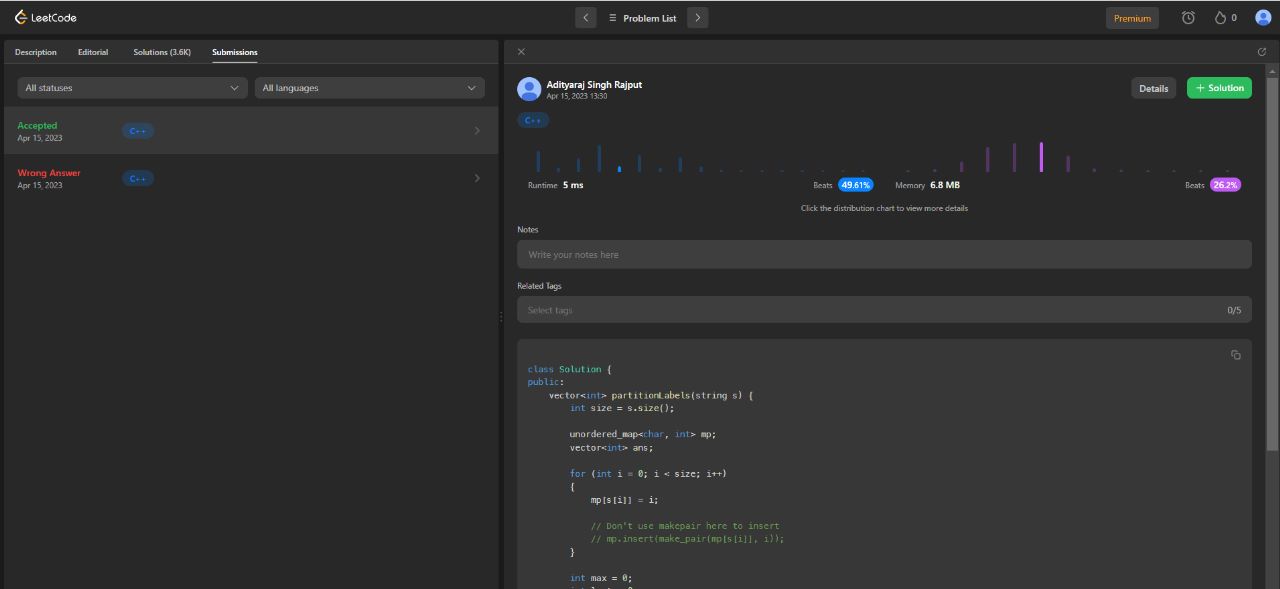 LeetCode
Problem List
Premium
0
Description Editorial Solutions (3.6K) Submissions
All statuses All languages
Accepted
Apr 15, 2023
C++
Wrong Answer
Apr 15, 2023
C++
Adityaraj Singh Rajput
Apr 15, 2023 13:30
Details + Solution
C++
Runtime 5 ms Beats 49.61% Memory 6.8 MB Beats 26.2%
Click the distribution chart to view more details
Notes
Write your notes here
Related Tags
Select tags 0/5
class Solution {
public:
    vector<int> partitionLabels(string s) {
        int size = s.size();
        unordered_map<char, int> mp;
        vector<int> ans;
        for (int i = 0; i < size; i++)
        {
            mp[s[i]] = i;
            // Don't use makepair here to insert
            // mp.insert(make_pair(mp[s[i]], i));
        }
        int max = 0;